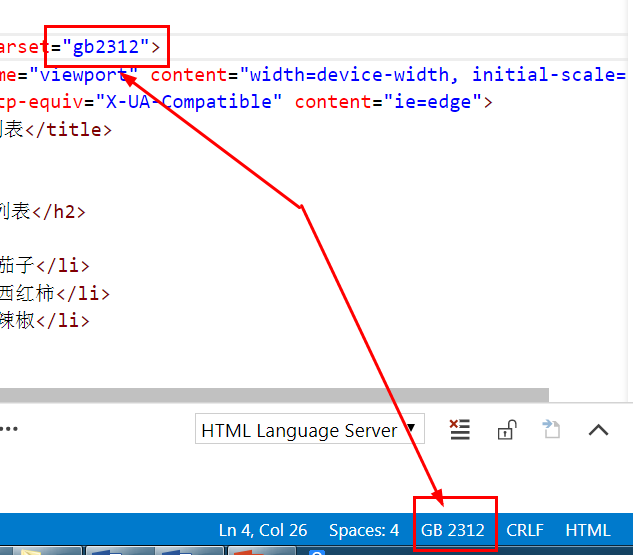 arset="gb2312">
me="viewport" content="width=device-width, initial-scale=
tp-equiv="X-UA-Compatible" content="ie=edge">
列表</title>
列表</h2>
茄子</li>
西红柿</li>
辣椒</li>
HTML Language Server
Ln 4, Col 26 Spaces: 4 GB 2312 CRLF HTML